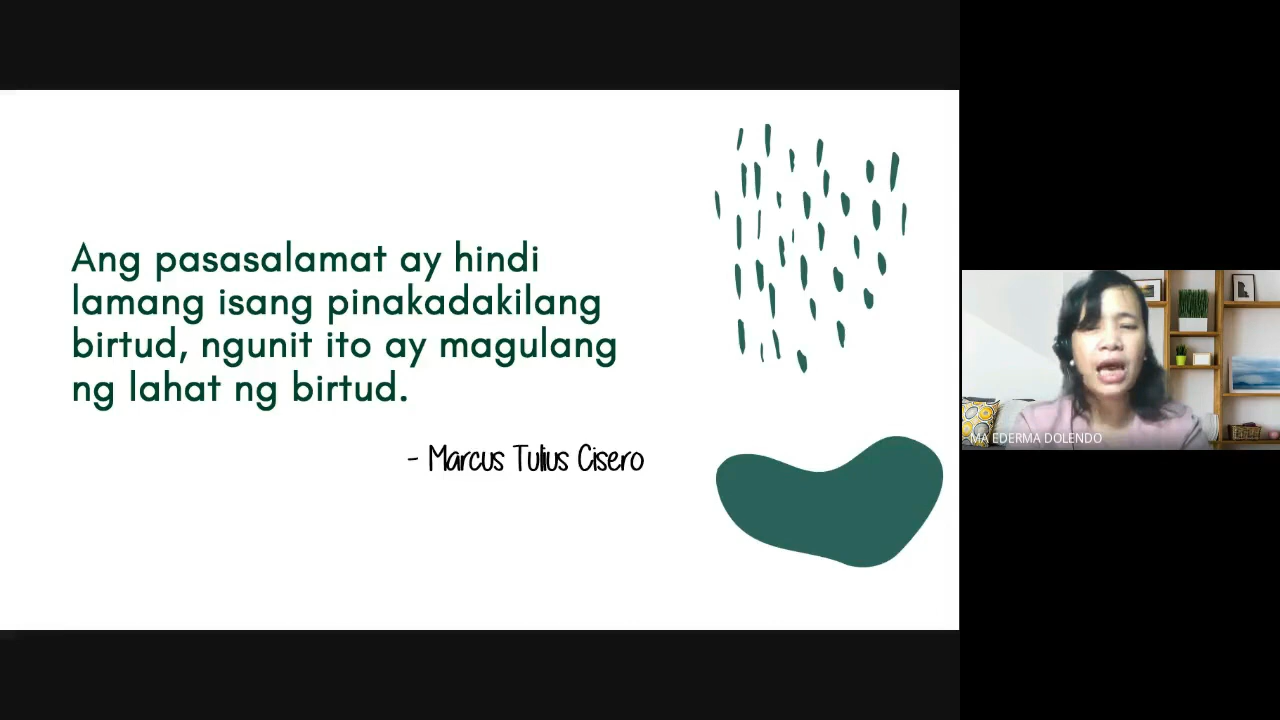 Ang pasasalamat ay hindi
lamang isang pinakadakilang
birtud, ngunit ito ay magulang
ng lahat ng birtud.
- Marcus Tulius Cisero
MA EDERMA DOLENDO